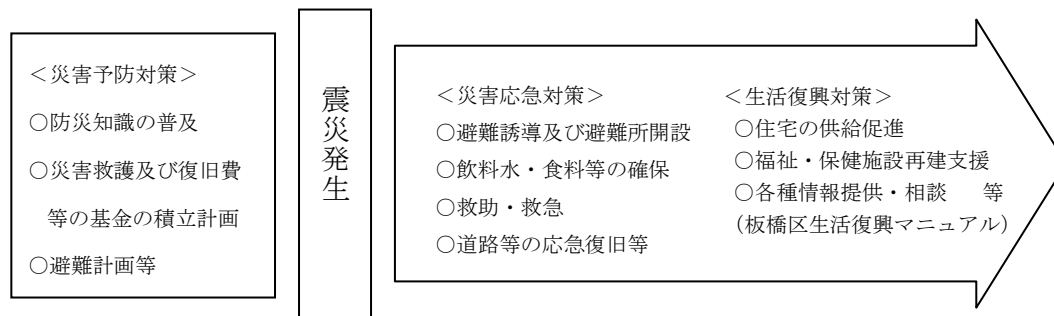 ＜災害予防対策＞
○防災知識の普及
○災害救護及び復旧費
等の基金の積立計画
○避難計画等
震災発生
＜災害応急対策＞
○避難誘導及び避難所開設
○飲料水・食料等の確保
○救助・救急
○道路等の応急復旧等
＜生活復興対策＞
○住宅の供給促進
○福祉・保健施設再建支援
○各種情報提供・相談　等
（板橋区生活復興マニュアル）